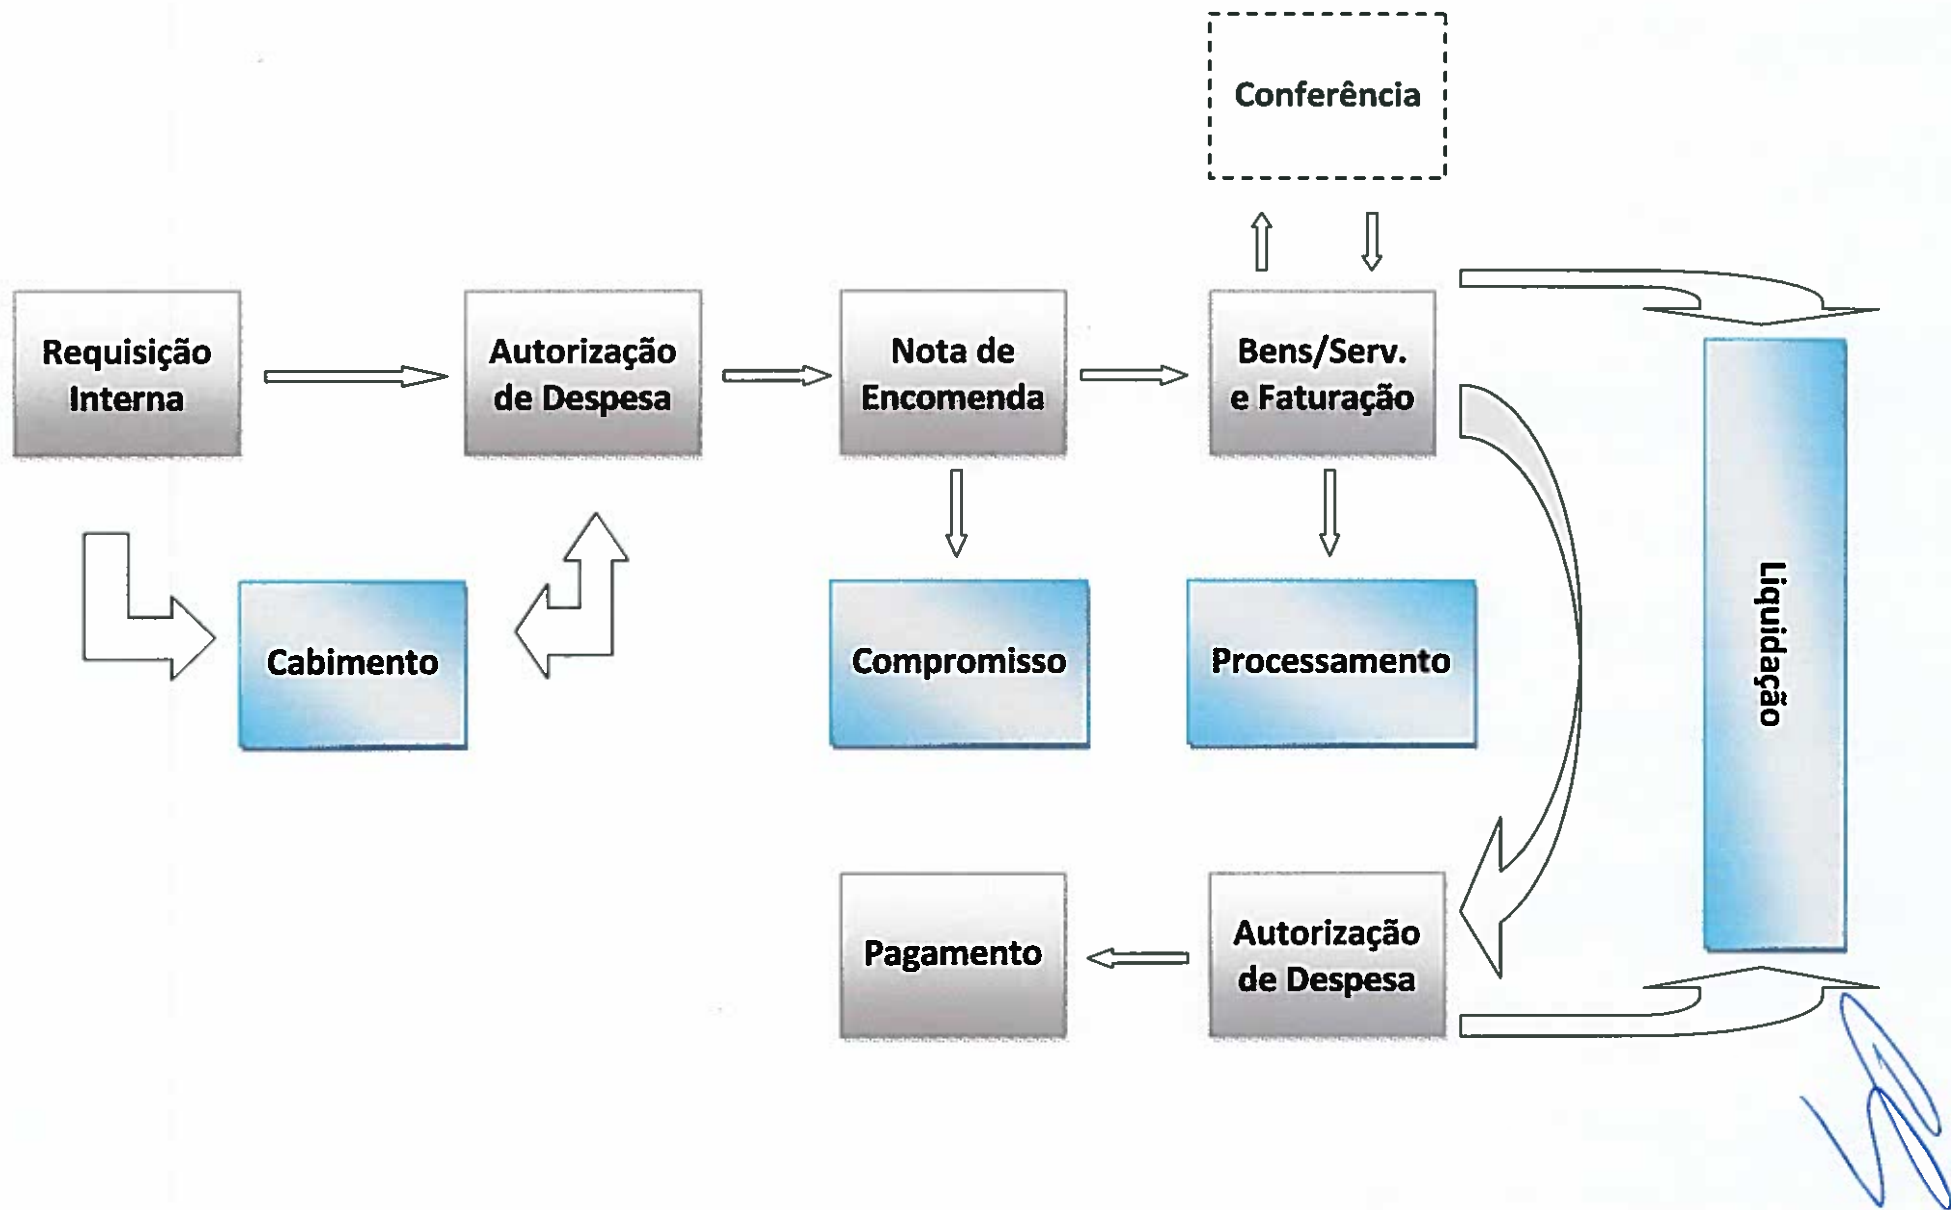 Conferência
Requisição
Interna
Autorização
de Despesa
Nota de
Encomenda
Bens/Serv.
e Faturação
Cabimento
Compromisso
Processamento
Liquidação
Pagamento
Autorização
de Despesa